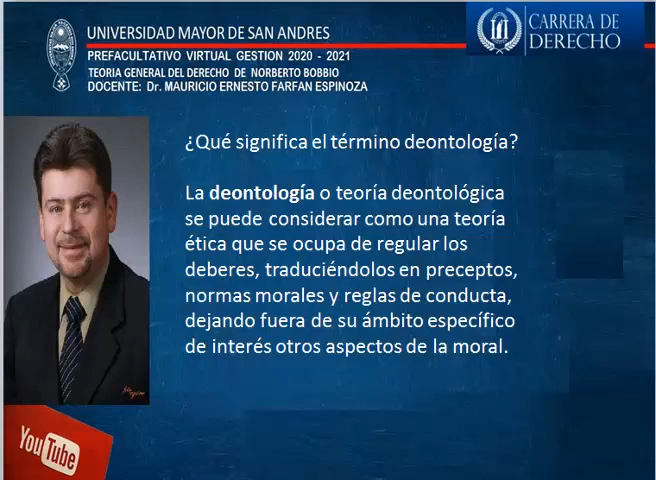 UNIVERSIDAD MAYOR DE SAN ANDRES
CARRERA DE
DERECHO
PREFACULTATIVO VIRTUAL GESTION 2020 - 2021
TEORIA GENERAL DEL DERECHO DE NORBERTO BOBBIO
DOCENTE: Dr. MAURICIO ERNESTO FARFAN ESPINOZA
¿Qué significa el término deontología?
La deontología o teoría deontológica
se puede considerar como una teoría
ética que se ocupa de regular los
deberes, traduciéndolos en preceptos,
normas morales y reglas de conducta,
dejando fuera de su ámbito específico
de interés otros aspectos de la moral.
YouTube